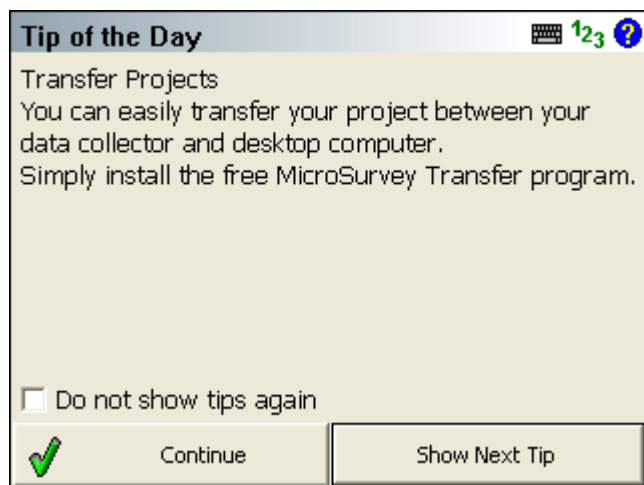 Tip of the Day
123
?
Transfer Projects
You can easily transfer your project between your
data collector and desktop computer.
Simply install the free MicroSurvey Transfer program.
Do not show tips again
Continue
Show Next Tip